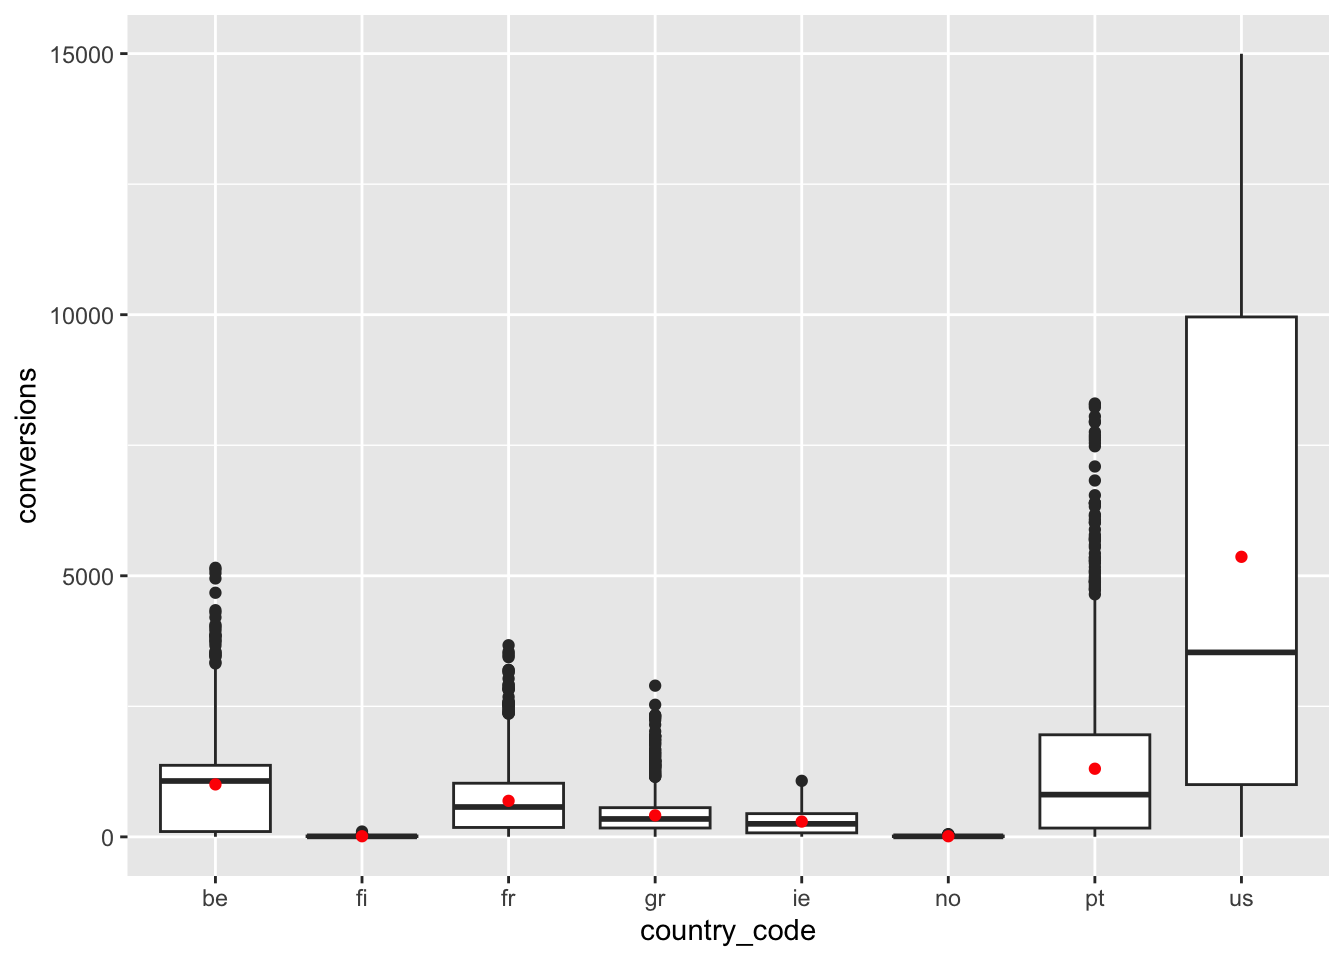 15000
10000
5000
0
conversions
be fi fr gr ie no pt us
country_code